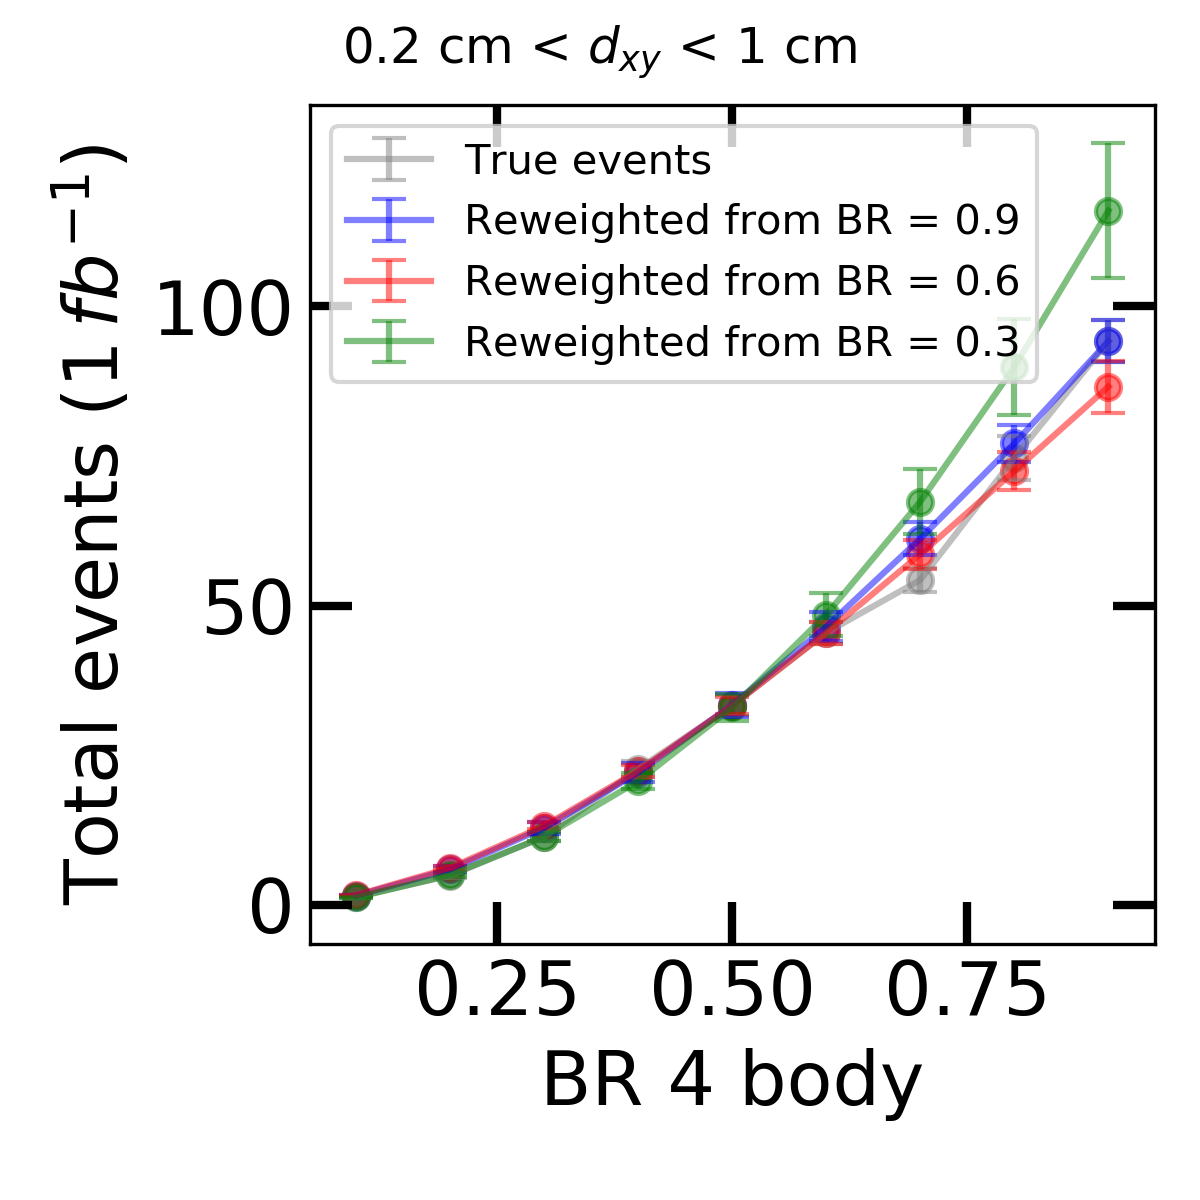 0.2 cm < d_{xy} < 1 cm
True events
Reweighted from BR = 0.9
Reweighted from BR = 0.6
Reweighted from BR = 0.3
Total events (1 fb⁻¹)
100
50
0
0.25 0.50 0.75
BR 4 body